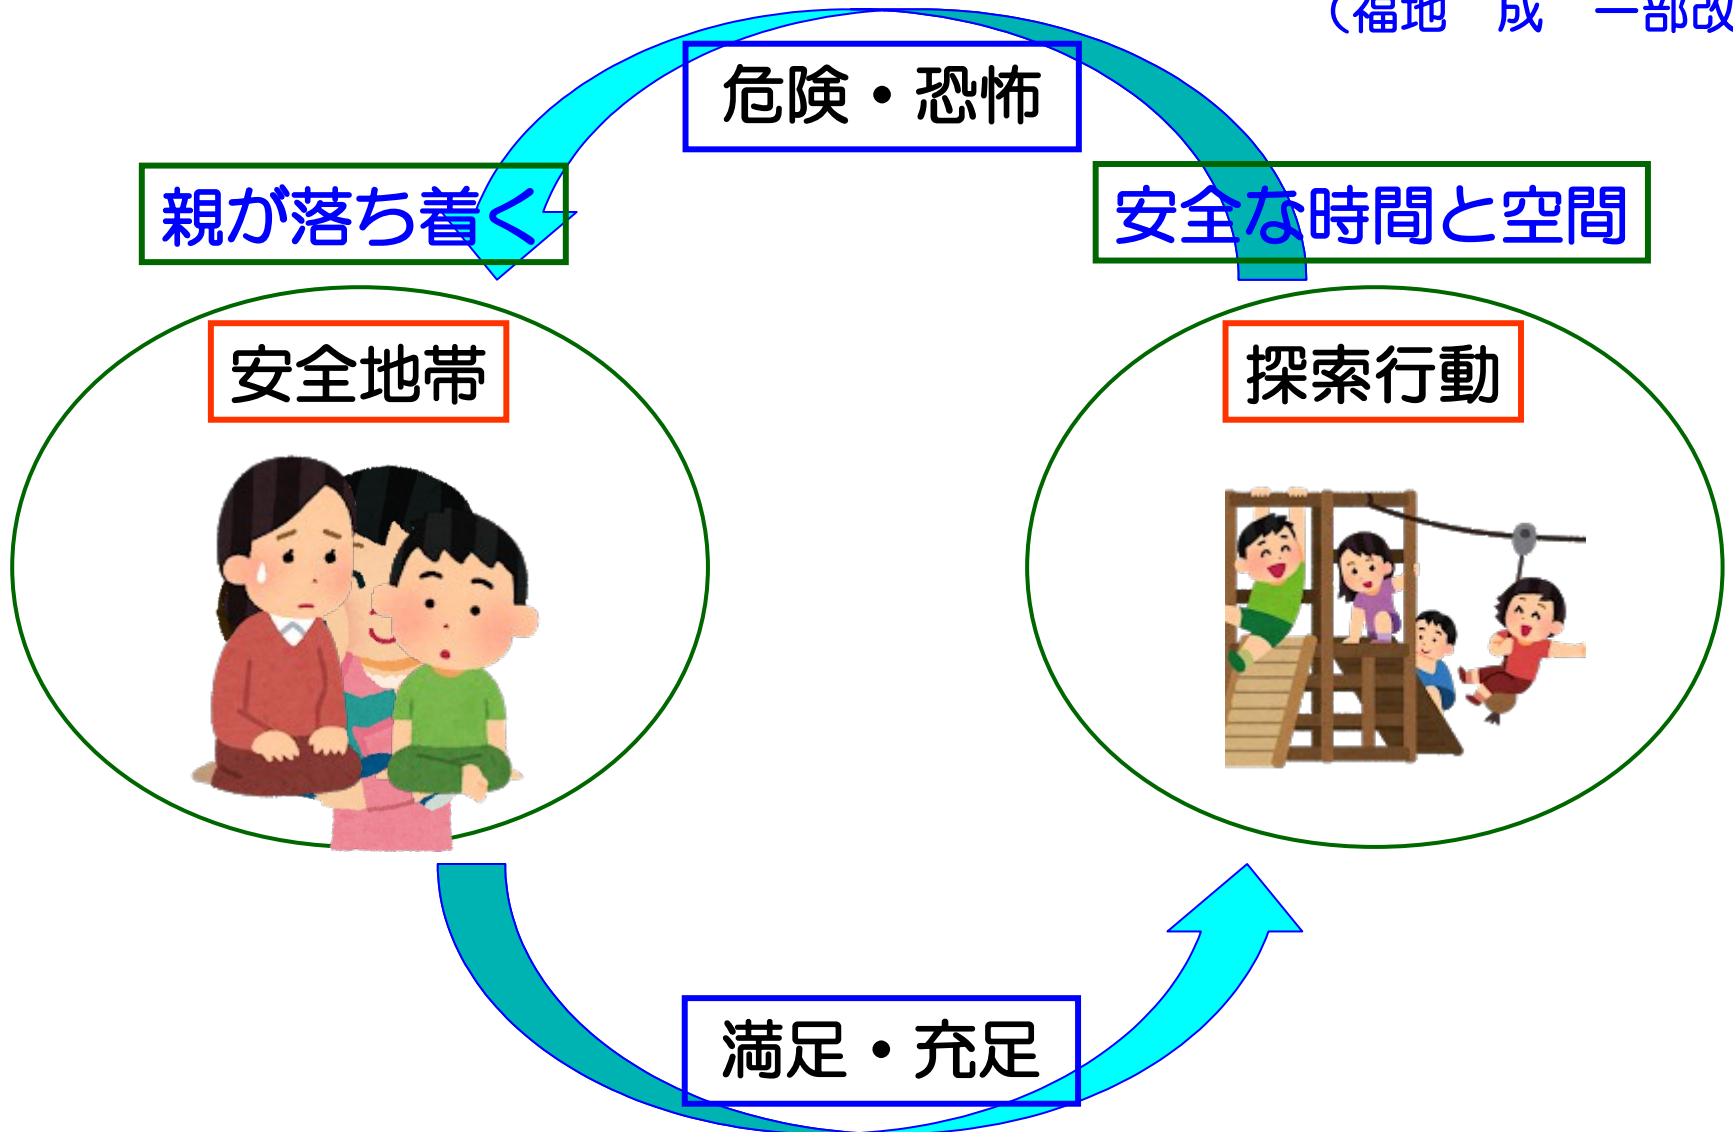 （福地　成　一部改
危険・恐怖
親が落ち着く
安全な時間と空間
安全地帯
探索行動
満足・充足